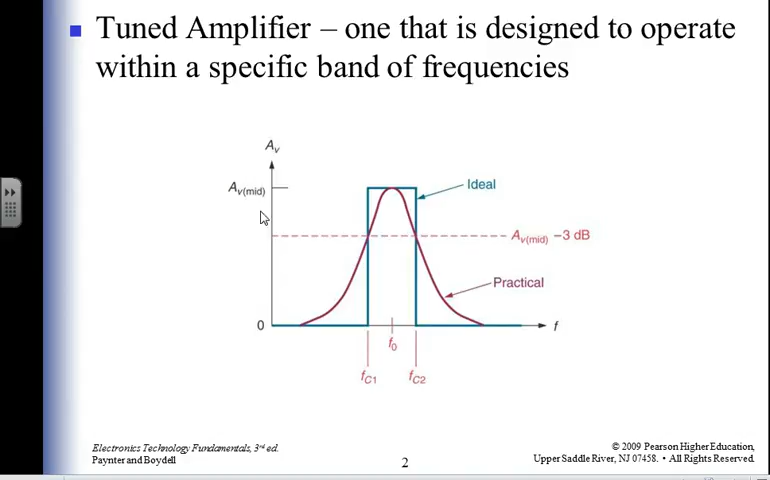 Tuned Amplifier – one that is designed to operate
within a specific band of frequencies
Av
Av(mid)
Ideal
Av(mid) –3 dB
Practical
0
f
f0
fC1
fC2
Electronics Technology Fundamentals, 3rd ed.
Paynter and Boydell
2
© 2009 Pearson Higher Education,
Upper Saddle River, NJ 07458. • All Rights Reserved.